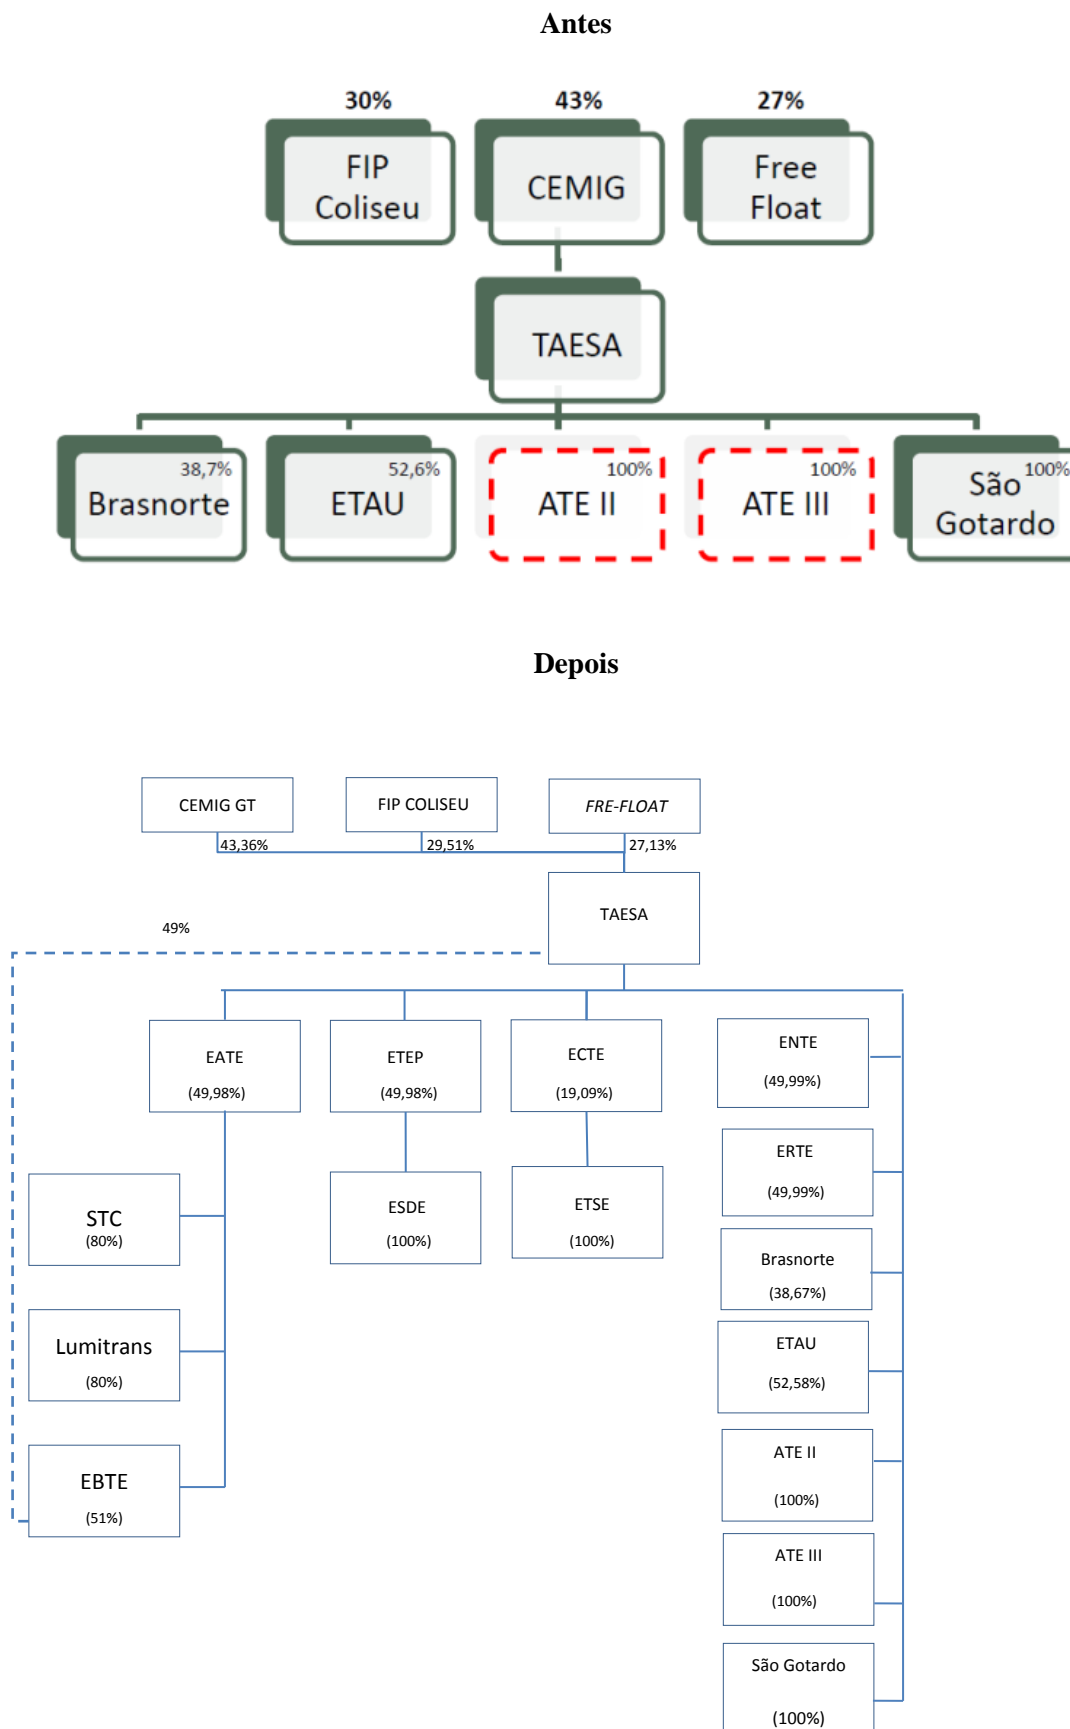 Antes
30%
43%
27%
FIP
Coliseu
CEMIG
Free
Float
TAESA
38,7%
Brasnorte
52,6%
ETAU
100%
ATE II
100%
ATE III
100%
São
Gotardo
Depois
CEMIG GT
FIP COLISEU
FRE-FLOAT
43,36%
29,51%
27,13%
TAESA
49%
EATE
(49,98%)
ETEP
(49,98%)
ECTE
(19,09%)
ENTE
(49,99%)
ERTE
(49,99%)
STC
(80%)
ESDE
(100%)
ETSE
(100%)
Brasnorte
(38,67%)
Lumitrans
(80%)
ETAU
(52,58%)
EBTE
(51%)
ATE II
(100%)
ATE III
(100%)
São Gotardo
(100%)